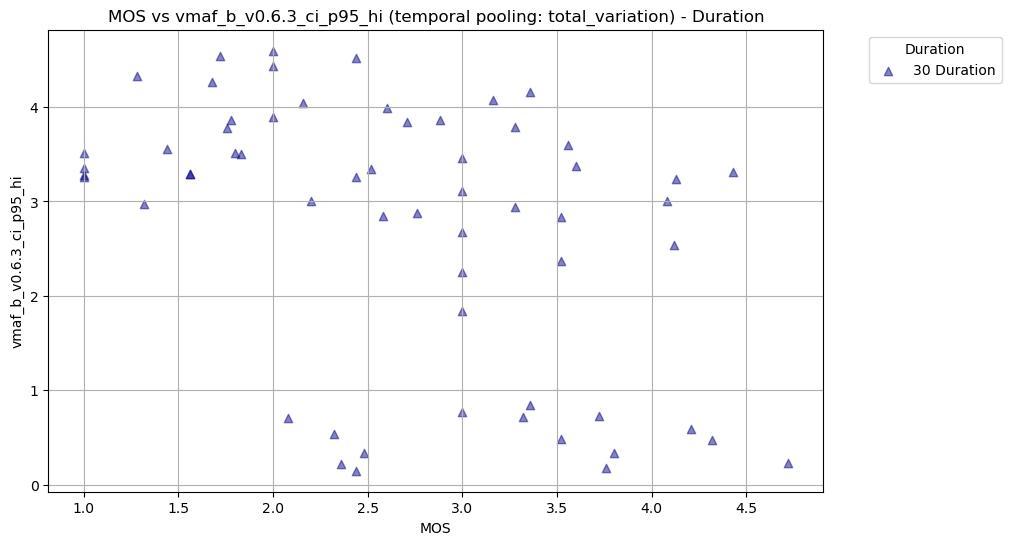 MOS vs vmaf_b_v0.6.3_ci_p95_hi (temporal pooling: total_variation) - Duration
Duration
30 Duration
vmaf_b_v0.6.3_ci_p95_hi
4
3
2
1
0
1.0 1.5 2.0 2.5 3.0 3.5 4.0 4.5
MOS